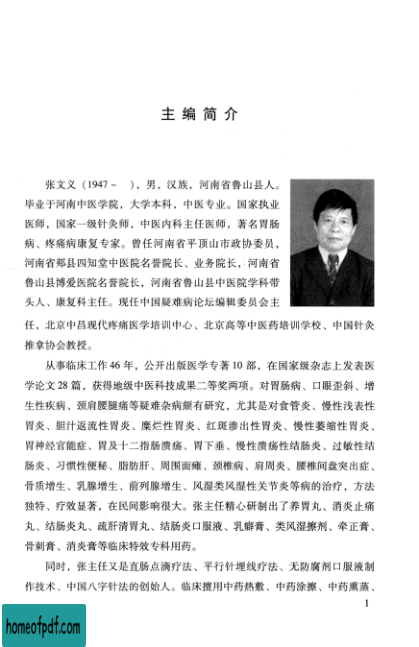 主编简介
张文义（1947～　），男，汉族，河南省鲁山县人。
毕业于河南中医学院，大学本科，中医专业。国家执业
医师，国家一级针灸师，中医内科主任医师，著名胃肠
病、疼痛病康复专家。曾任河南省平顶山市政协委员，
河南省郏县四知堂中医院名誉院长、业务院长，河南省
鲁山县博爱医院名誉院长，河南省鲁山县中医院学科带
头人、康复科主任。现任中国疑难病论坛编辑委员会主
任，北京中昌现代疼痛医学培训中心、北京高等中医药培训学校、中国针灸
推拿协会教授。
从事临床工作46年，公开出版医学专著10部，在国家级杂志上发表医
学论文28篇，获得地级中医科技成果二等奖两项。对胃肠病、口眼歪斜、增
生性疾病、颈肩腰腿痛等疑难杂病颇有研究，尤其是对食管炎、慢性浅表性
胃炎、胆汁返流性胃炎、糜烂性胃炎、红斑渗出性胃炎、慢性萎缩性胃炎、
胃神经官能症、胃及十二指肠溃疡、胃下垂、慢性溃疡性结肠炎、过敏性结
肠炎、习惯性便秘、脂肪肝、周围面瘫、颈椎病、肩周炎、腰椎间盘突出症、
骨质增生、乳腺增生、前列腺增生、风湿类风湿性关节炎等病的治疗，方法
独特、疗效显著，在民间影响很大。张主任精心研制出了养胃丸、消炎止痛
丸、结肠炎丸、疏肝清胃丸、结肠炎口服液、乳癖膏、类风湿擦剂、牵正膏、
骨刺膏、消炎膏等临床特效专科用药。
同时，张主任又是直肠点滴疗法、平行针埋线疗法、无防腐剂口服液制
作技术、中国八字针法的创始人。临床擅用中药热敷、中药涂擦、中药熏蒸、
1
homeofpdf.com